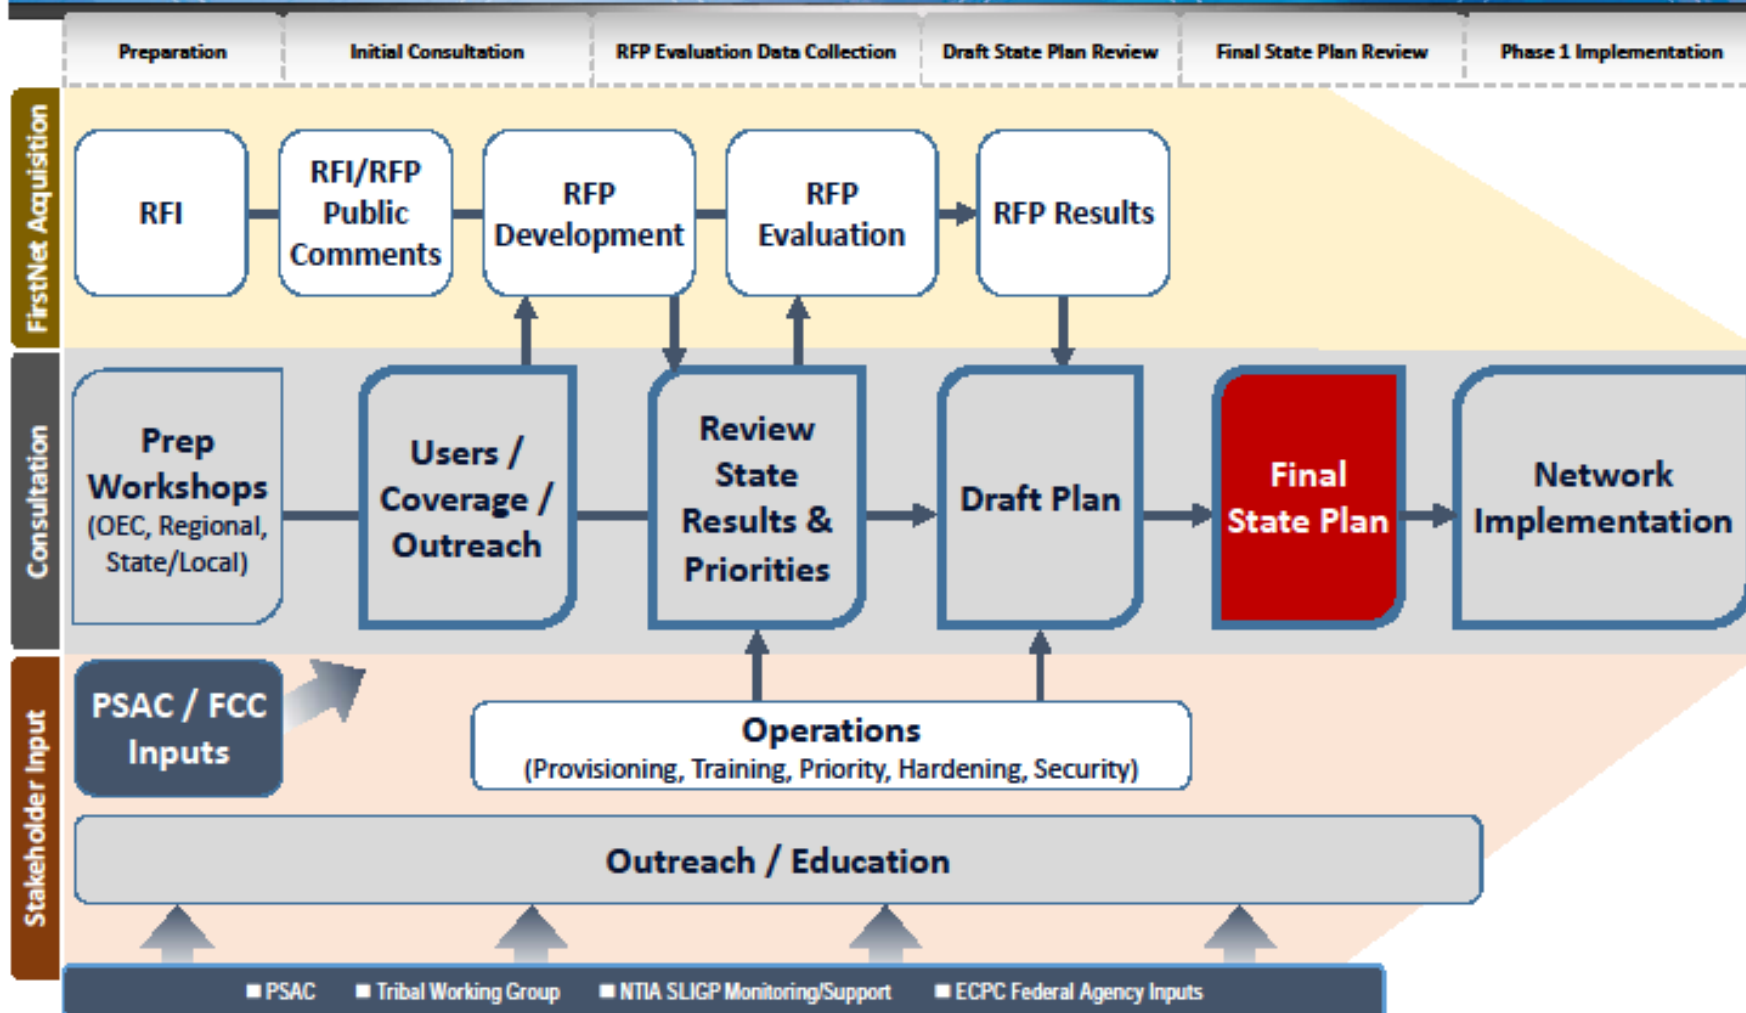 Preparation
Initial Consultation
RFP Evaluation Data Collection
Draft State Plan Review
Final State Plan Review
Phase 1 Implementation
FirstNet Acquisition
RFI
RFI/RFP
Public
Comments
RFP
Development
RFP
Evaluation
RFP Results
Consultation
Prep
Workshops
(OEC, Regional,
State/Local)
Users /
Coverage /
Outreach
Review
State
Results &
Priorities
Draft Plan
Final
State Plan
Network
Implementation
Stakeholder Input
PSAC / FCC
Inputs
Operations
(Provisioning, Training, Priority, Hardening, Security)
Outreach / Education
■ PSAC ■ Tribal Working Group ■ NTIA SLIGP Monitoring/Support ■ ECPC Federal Agency Inputs